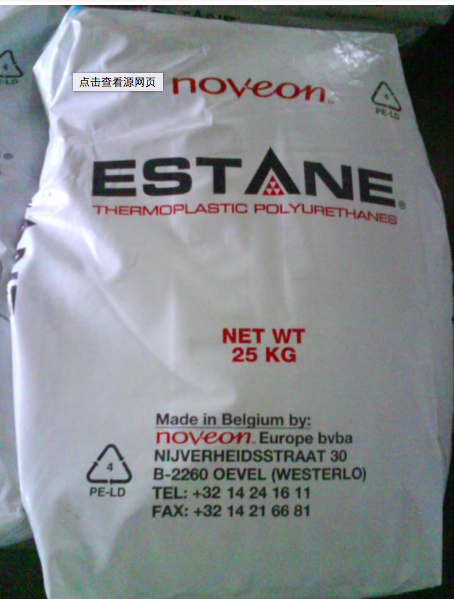 点击查看源网页
noveon
4
PE-LD
ESTANE®
THERMOPLASTIC POLYURETHANES
NET WT
25 KG
Made in Belgium by:
noveon. Europe bvba
NIJVERHEIDSSTRAAT 30
B-2260 OEVEL (WESTERLO)
TEL: +32 14 24 16 11
FAX: +32 14 21 66 81
4
PE-LD
4
E-LD